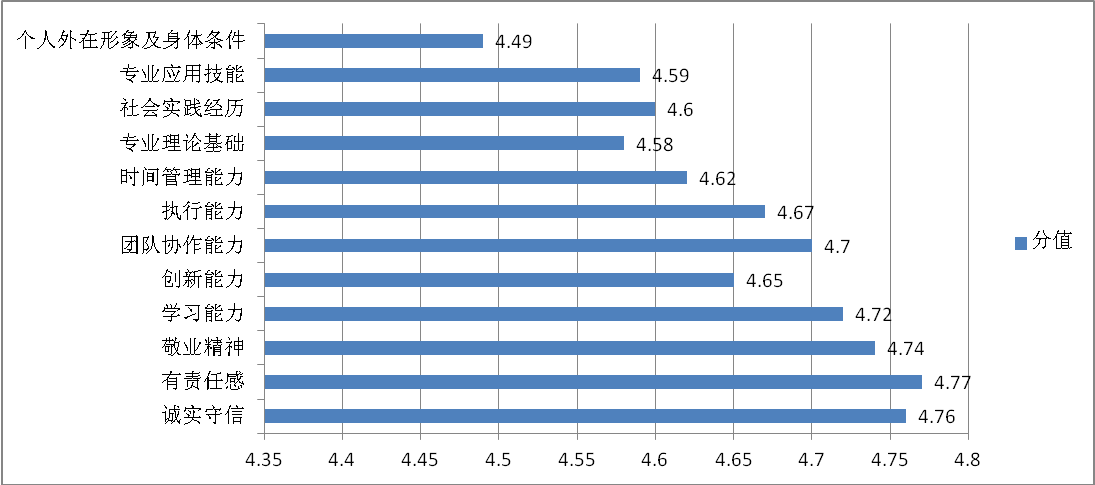 个人外在形象及身体条件 4.49
专业应用技能 4.59
社会实践经历 4.6
专业理论基础 4.58
时间管理能力 4.62
执行能力 4.67
团队协作能力 4.7
创新能力 4.65
学习能力 4.72
敬业精神 4.74
有责任感 4.77
诚实守信 4.76
4.35 4.4 4.45 4.5 4.55 4.6 4.65 4.7 4.75 4.8
分值